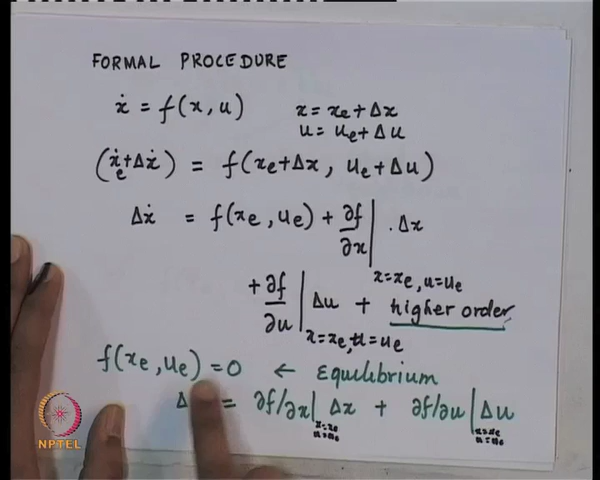 FORMAL PROCEDURE
ẋ = f(x, u)   x = xe + Δx
u = ue + Δu
(ẋe + Δẋ) = f(xe + Δx, ue + Δu)
Δẋ = f(xe, ue) + ∂f/∂x | . Δx
x = xe, u = ue
+ ∂f/∂u | Δu + higher order
x = xe, u = ue
f(xe, ue) = 0 ← Equilibrium
Δ = ∂f/∂x | Δx + ∂f/∂u | Δu
x=xe x=xe
u=ue u=ue
NPTEL